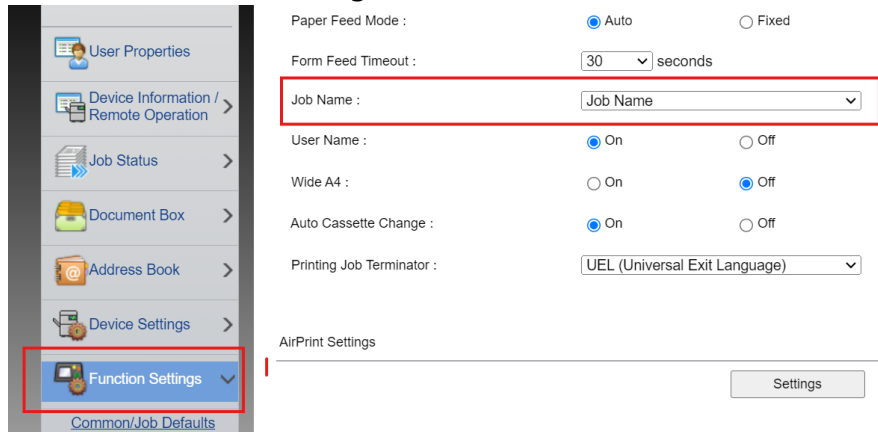 User Properties
Device Information /
Remote Operation
Job Status
Document Box
Address Book
Device Settings
Function Settings
Common/Job Defaults
Paper Feed Mode : Auto Fixed
Form Feed Timeout : 30 seconds
Job Name : Job Name
User Name : On Off
Wide A4 : On Off
Auto Cassette Change : On Off
Printing Job Terminator : UEL (Universal Exit Language)
AirPrint Settings
Settings